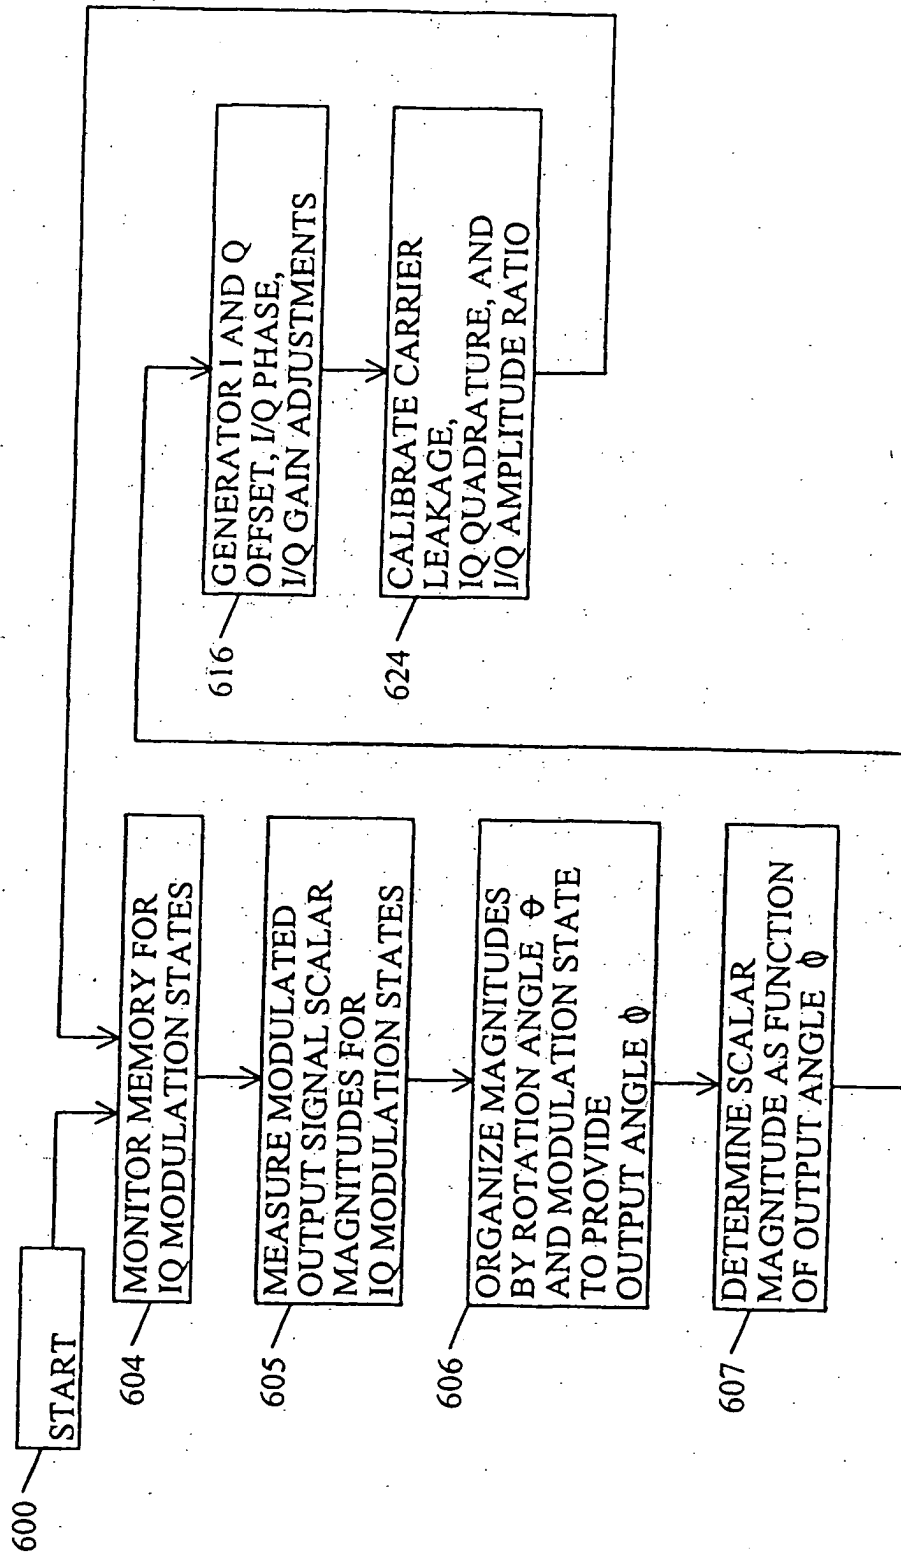 600
START
604
MONITOR MEMORY FOR
IQ MODULATION STATES
605
MEASURE MODULATED
OUTPUT SIGNAL SCALAR
MAGNITUDES FOR
IQ MODULATION STATES
606
ORGANIZE MAGNITUDES
BY ROTATION ANGLE Θ
AND MODULATION STATE
TO PROVIDE
OUTPUT ANGLE ϕ
607
DETERMINE SCALAR
MAGNITUDE AS FUNCTION
OF OUTPUT ANGLE ϕ
616
GENERATOR I AND Q
OFFSET, I/Q PHASE,
I/Q GAIN ADJUSTMENTS
624
CALIBRATE CARRIER
LEAKAGE,
IQ QUADRATURE, AND
I/Q AMPLITUDE RATIO